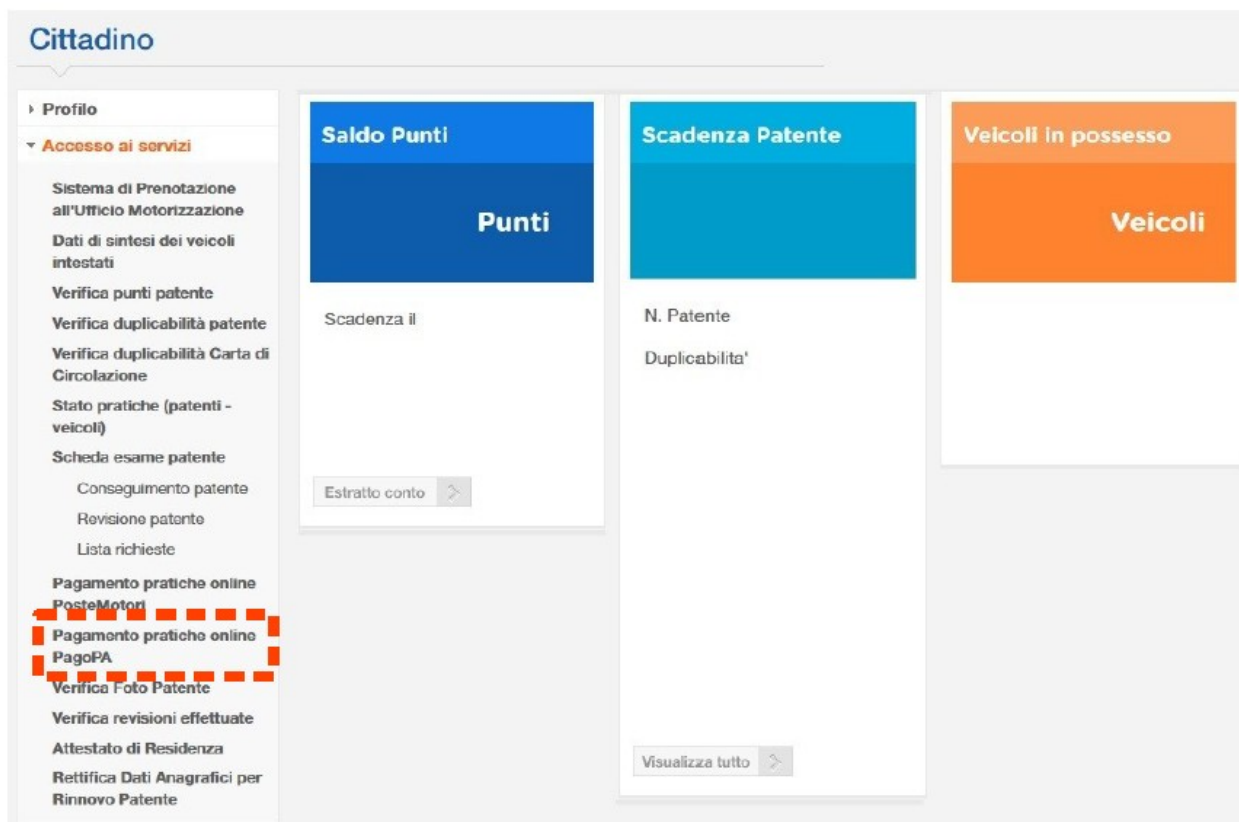 Cittadino
Profilo
Accesso ai servizi
Sistema di Prenotazione
all'Ufficio Motorizzazione
Dati di sintesi dei veicoli
intestati
Verifica punti patente
Verifica duplicabilità patente
Verifica duplicabilità Carta di
Circolazione
Stato pratiche (patenti -
veicoli)
Scheda esame patente
Conseguimento patente
Revisione patente
Lista richieste
Pagamento pratiche online
PosteMotori
Pagamento pratiche online
PagoPA
Verifica Foto Patente
Verifica revisioni effettuate
Attestato di Residenza
Rettifica Dati Anagrafici per
Rinnovo Patente
Saldo Punti
Punti
Scadenza il
Estratto conto
Scadenza Patente
N. Patente
Duplicabilita'
Visualizza tutto
Veicoli in possesso
Veicoli